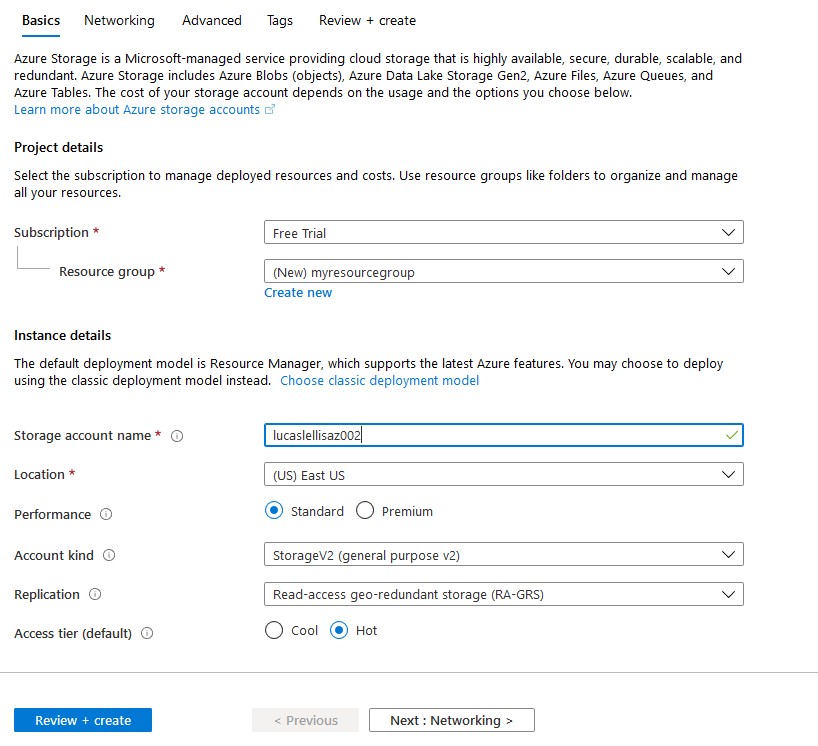 Basics Networking Advanced Tags Review + create
Azure Storage is a Microsoft-managed service providing cloud storage that is highly available, secure, durable, scalable, and
redundant. Azure Storage includes Azure Blobs (objects), Azure Data Lake Storage Gen2, Azure Files, Azure Queues, and
Azure Tables. The cost of your storage account depends on the usage and the options you choose below.
Learn more about Azure storage accounts
Project details
Select the subscription to manage deployed resources and costs. Use resource groups like folders to organize and manage
all your resources.
Subscription * Free Trial
Resource group * (New) myresourcegroup
Create new
Instance details
The default deployment model is Resource Manager, which supports the latest Azure features. You may choose to deploy
using the classic deployment model instead. Choose classic deployment model
Storage account name * lucaslellisaz002
Location * (US) East US
Performance Standard Premium
Account kind StorageV2 (general purpose v2)
Replication Read-access geo-redundant storage (RA-GRS)
Access tier (default) Cool Hot
Review + create < Previous Next : Networking >